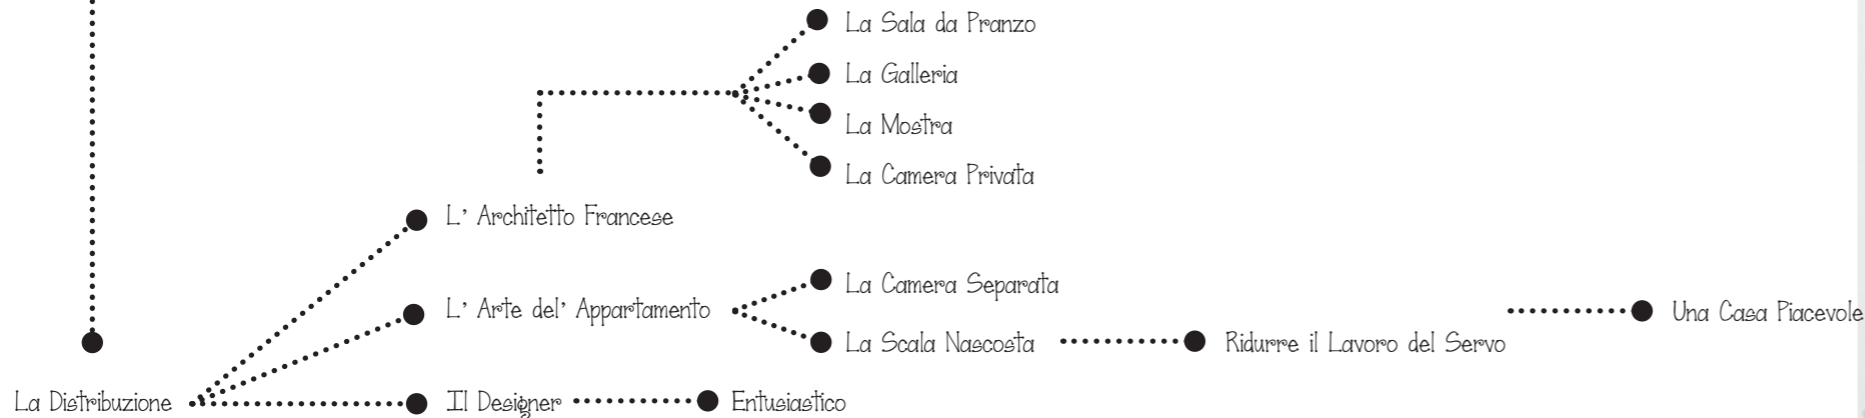 La Sala da Pranzo
La Galleria
La Mostra
La Camera Privata
L' Architetto Francese
La Camera Separata
L' Arte del' Appartamento
Una Casa Piacevole
La Scala Nascosta
Ridurre il Lavoro del Servo
La Distribuzione
Il Designer
Entusiastico